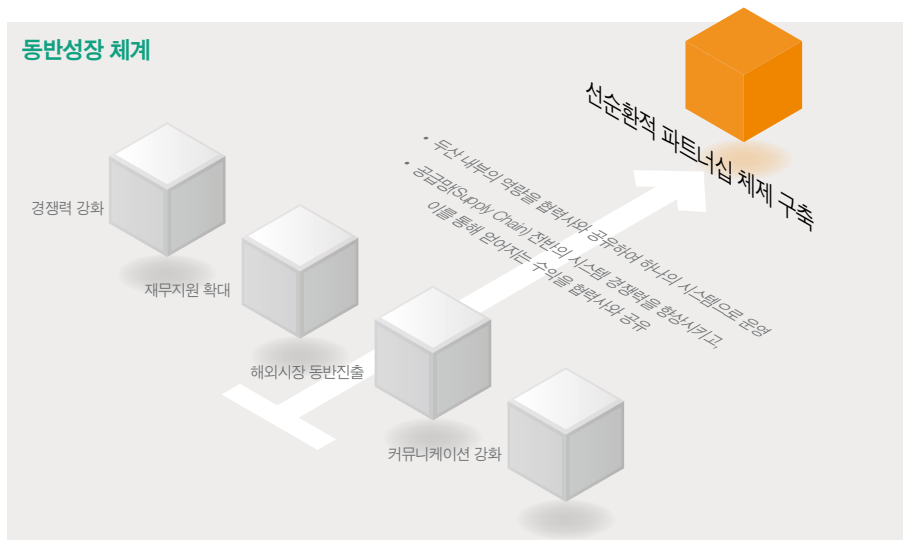 동반성장 체계
선순환적 파트너십 체제 구축
• 두산 내부의 역량을 협력사와 공유하여 하나의 시스템으로 운영
• 공급망(Supply Chain) 전반의 시스템 경쟁력을 향상시키고,
이를 통해 얻어지는 수익을 협력사와 공유
경쟁력 강화
재무지원 확대
해외시장 동반진출
커뮤니케이션 강화